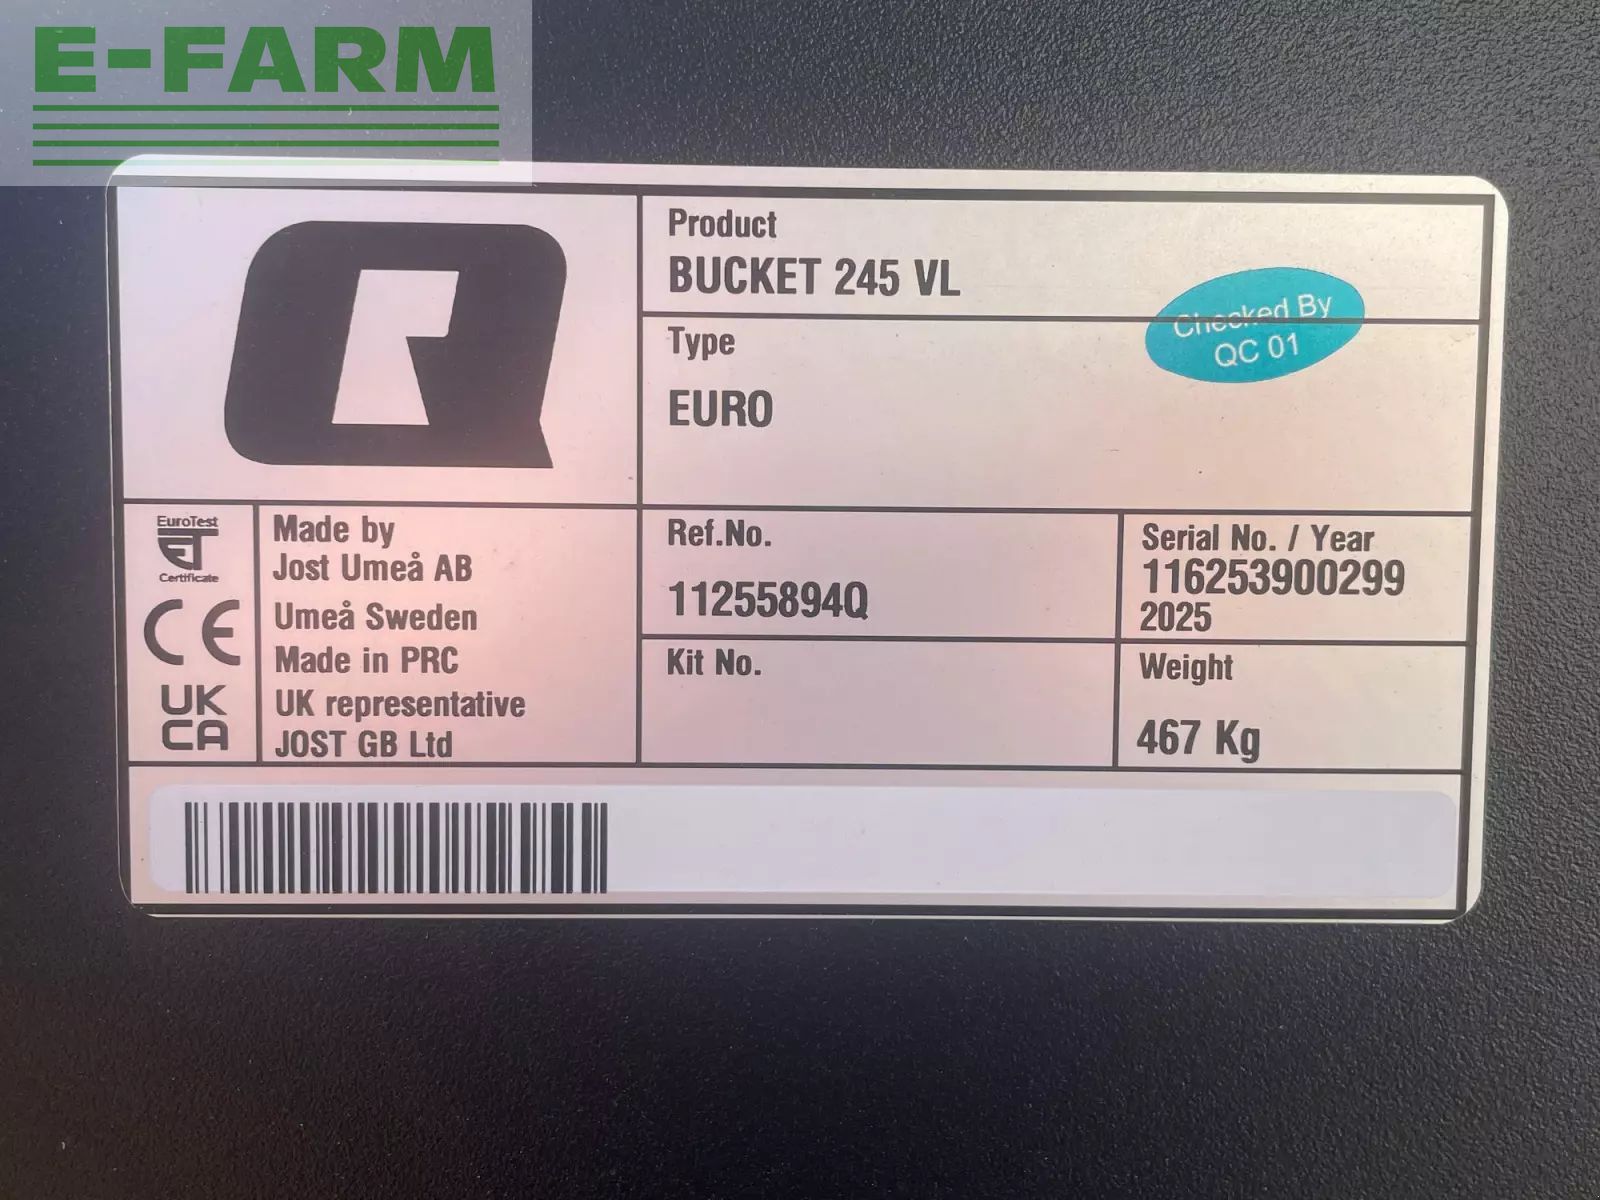 E-FARM
Product
BUCKET 245 VL
Type
EURO
Checked By
QC 01
EuroTest
Certificate
CE
UK
CA
Made by
Jost Umeå AB
Umeå Sweden
Made in PRC
UK representative
JOST GB Ltd
Ref.No.
11255894Q
Serial No. / Year
116253900299
2025
Kit No.
Weight
467 Kg